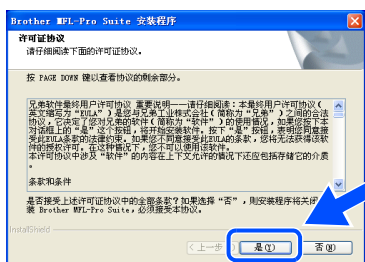 Brother MFL-Pro Suite 安装程序
许可证协议
请仔细阅读下面的许可证协议。
按 PAGE DOWN 键以查看协议的剩余部分。
兄弟软件最终用户许可协议 重要说明——请仔细阅读：本最终用户许可协议（
英文缩写为“EULA”）是您与兄弟工业株式会社（简称为“兄弟”）之间的合法
协议，它决定了您对兄弟的软件（简称为“软件”）的使用情况，如果您按下本
对话框上的“是”这个按钮，将开始安装软件。按下“是”按钮，表明您同意接
受此EULA条款的法律约束。如果您不同意接受此EULA的条款，您将无法获得该软
件的授权许可。在这种情况下，您不可以使用该软件。
本许可协议中涉及“软件”的内容在上下文允许的情况下还包括存储它的介质
。
条款和条件
是否接受上述许可证协议中的全部条款？如果选择“否”，则安装程序将关闭
装 Brother MFL-Pro Suite，必须接受本协议。
InstallShield
< 上一步
是(Y)
否(N)